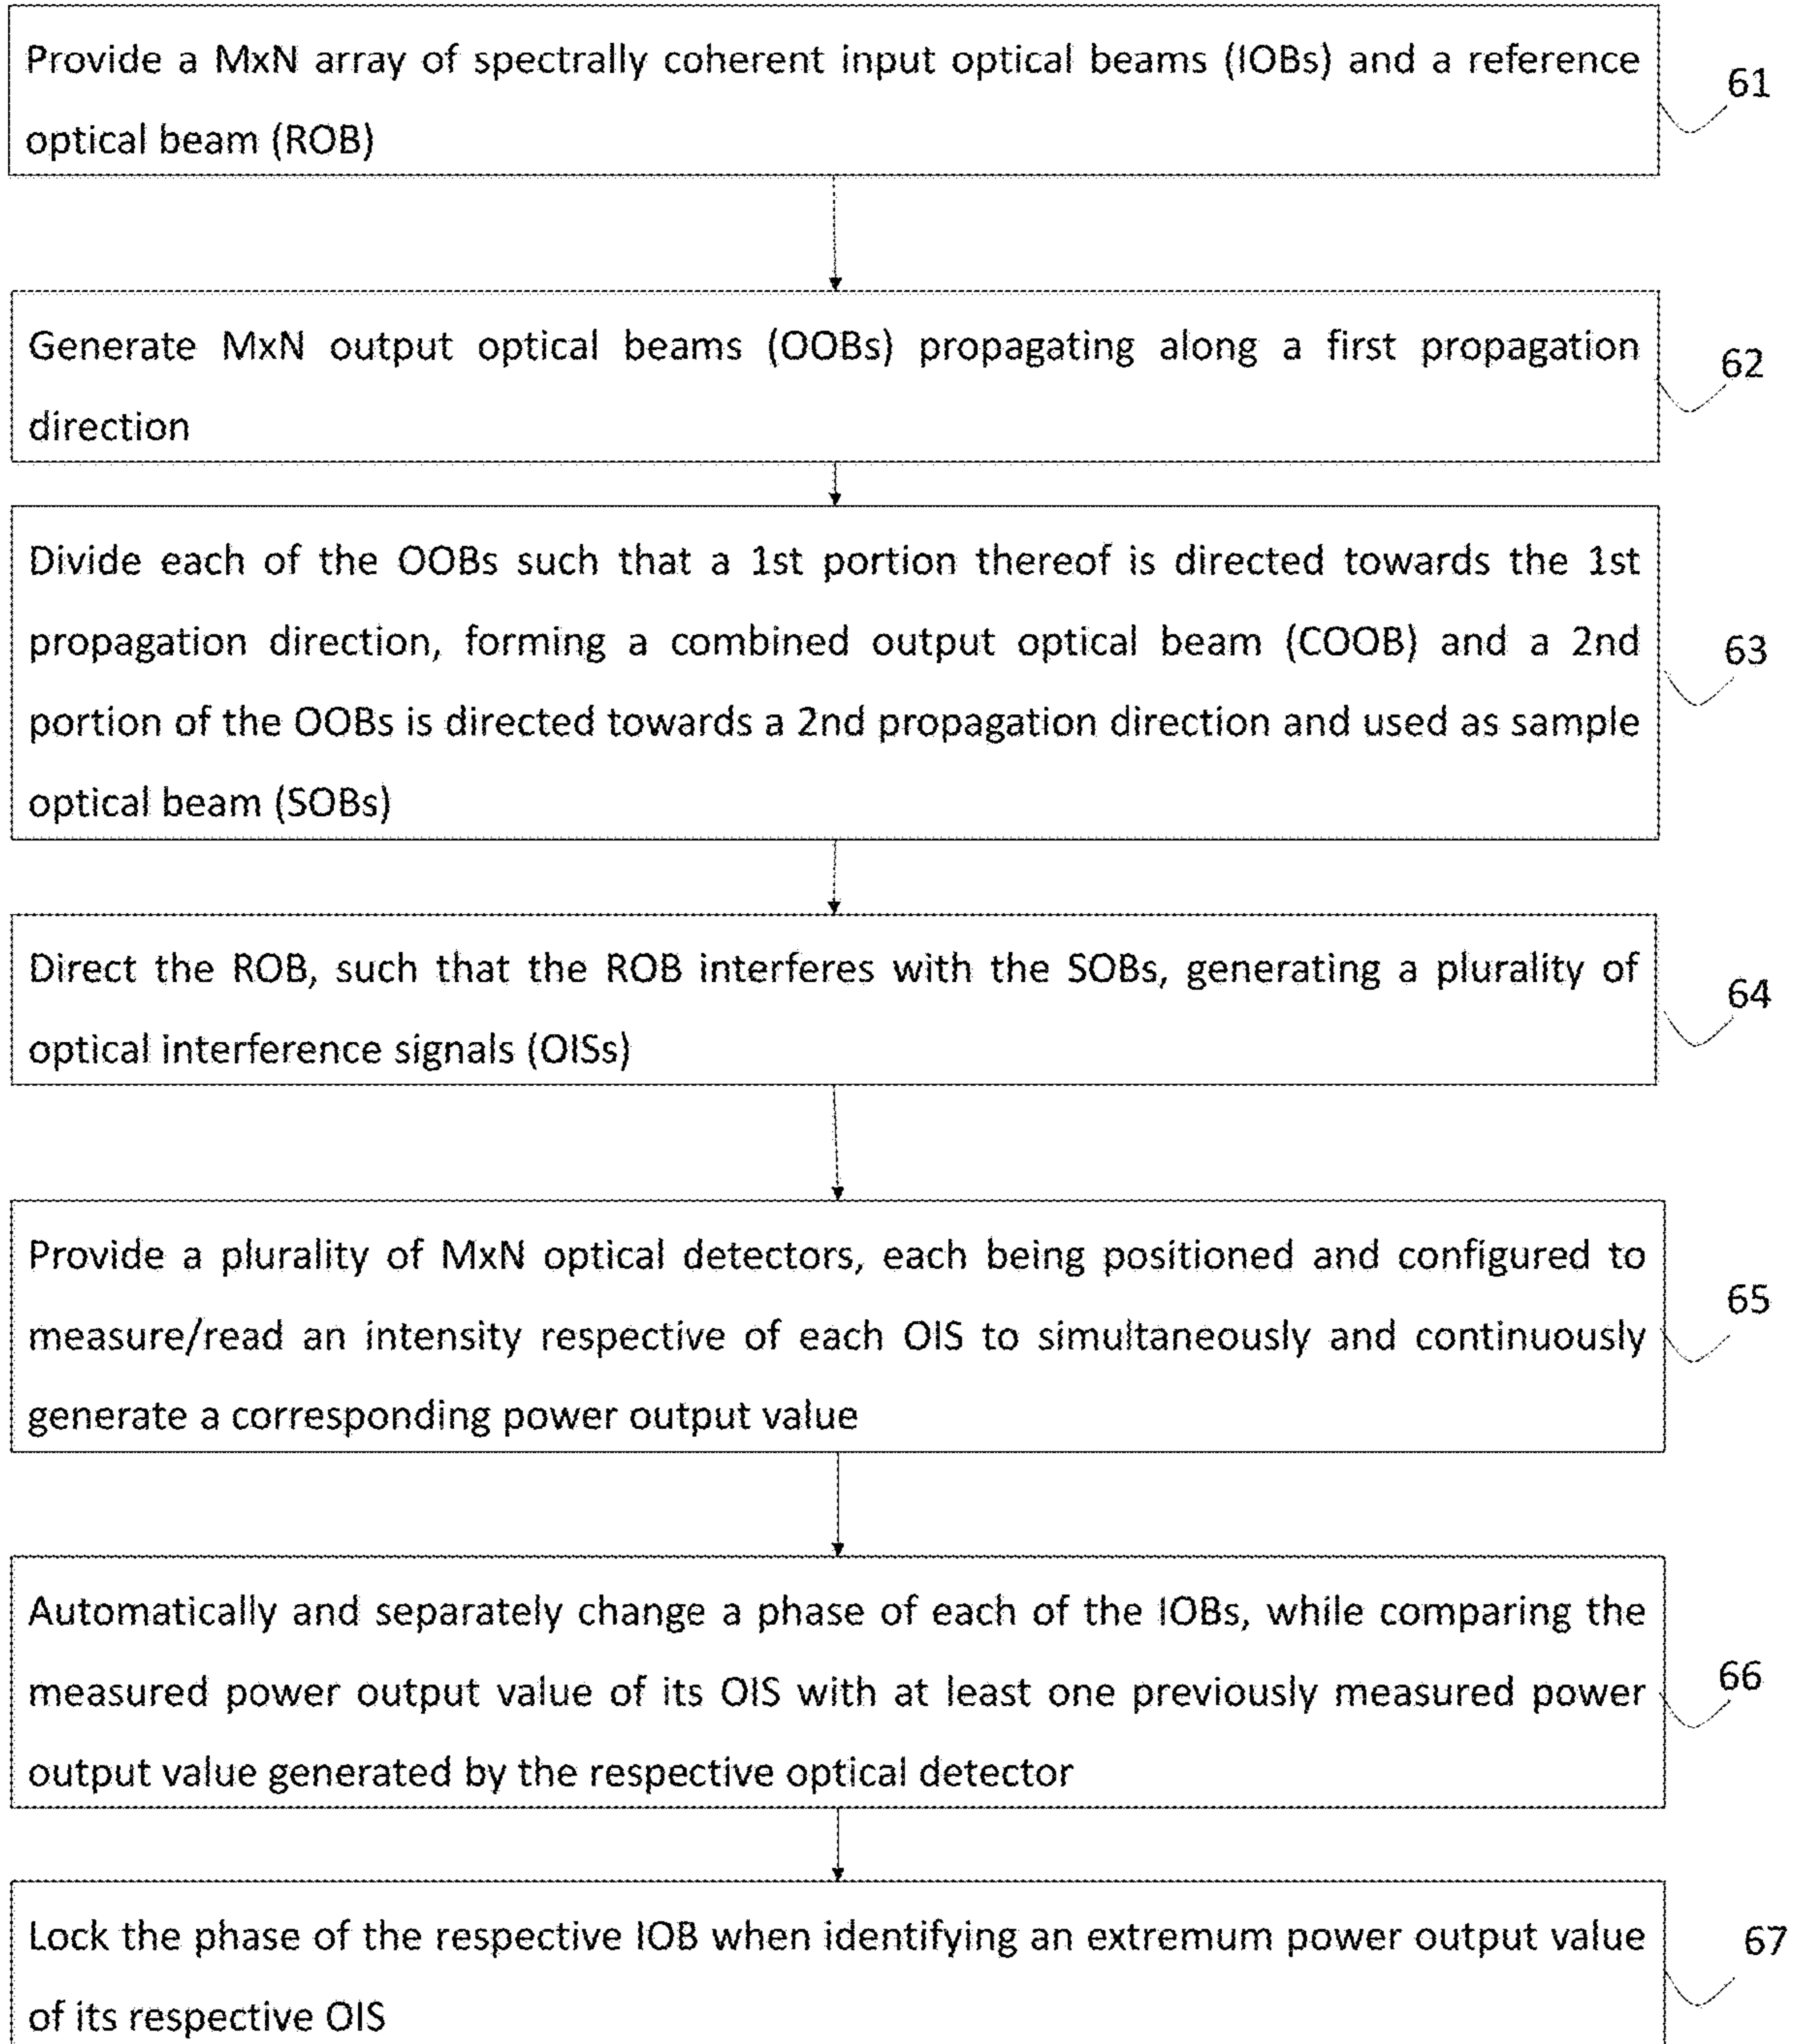 Provide a MxN array of spectrally coherent input optical beams (IOBs) and a reference
optical beam (ROB)
61
Generate MxN output optical beams (OOBs) propagating along a first propagation
direction
62
Divide each of the OOBs such that a 1st portion thereof is directed towards the 1st
propagation direction, forming a combined output optical beam (COOB) and a 2nd
portion of the OOBs is directed towards a 2nd propagation direction and used as sample
optical beam (SOBs)
63
Direct the ROB, such that the ROB interferes with the SOBs, generating a plurality of
optical interference signals (OISs)
64
Provide a plurality of MxN optical detectors, each being positioned and configured to
measure/read an intensity respective of each OIS to simultaneously and continuously
generate a corresponding power output value
65
Automatically and separately change a phase of each of the IOBs, while comparing the
measured power output value of its OIS with at least one previously measured power
output value generated by the respective optical detector
66
Lock the phase of the respective IOB when identifying an extremum power output value
of its respective OIS
67